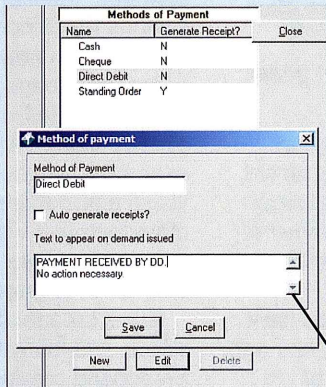 Methods of Payment
Name Generate Receipt? Close
Cash N
Cheque N
Direct Debit N
Standing Order Y
Method of payment
Method of Payment
Direct Debit
Auto generate receipts?
Text to appear on demand issued
PAYMENT RECEIVED BY DD.
No action necessary
Save Cancel
New Edit Delete